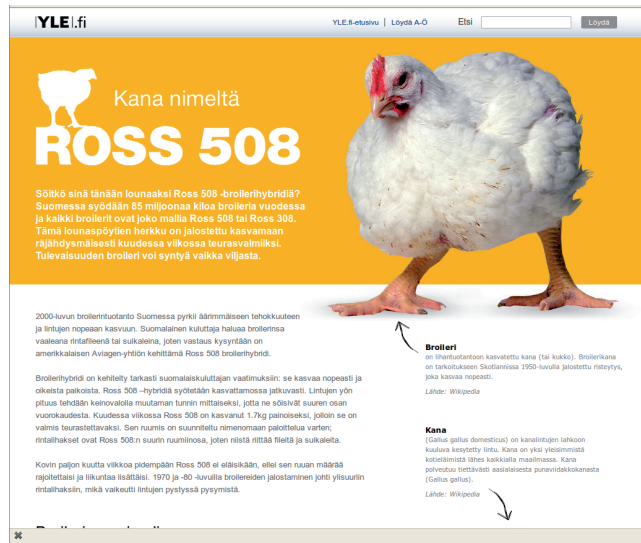 YLE.fi
YLE.fi-etusivu | Löydä A-Ö Etsi Löydä
Kana nimeltä
ROSS 508
Söitkö sinä tänään lounaaksi Ross 508 -broilerihybridiä?
Suomessa syödään 85 miljoonaa kiloa broileria vuodessa
ja kaikki broilerit ovat joko mallia Ross 508 tai Ross 308.
Tämä lounaspöytien herkku on jalostettu kasvamaan
räjähdysmäisesti kuudessa viikossa teurasvalmiiksi.
Tulevaisuuden broileri voi syntyä vaikka viljasta.
2000-luvun broilerintuotanto Suomessa pyrkii äärimmäiseen tehokkuuteen
ja lintujen nopeaan kasvuun. Suomalainen kuluttaja haluaa broilerinsa
vaaleana rintafileenä tai suikaleina, joten vastaus kysyntään on
amerikkalaisen Aviagen-yhtiön kehittämä Ross 508 broilerihybridi.
Broilerihybridi on kehitelty tarkasti suomalaiskuluttajan vaatimuksiin: se kasvaa nopeasti ja
oikeista paikoista. Ross 508 –hybridiä syötetään kasvattamossa jatkuvasti. Lintujen yön
pituus tehdään keinovalolla muutaman tunnin mittaiseksi, jotta ne söisivät suuren osan
vuorokaudesta. Kuudessa viikossa Ross 508 on kasvanut 1.7kg painoiseksi, jolloin se on
valmis teurastettavaksi. Sen ruumis on suunniteltu nimenomaan paloittelua varten;
rintalihakset ovat Ross 508:n suurin ruumiinosa, joten niistä riittää fileitä ja suikaleita.
Kovin paljon kuutta viikkoa pidempään Ross 508 ei eläisikään, ellei sen ruuan määrää
rajoitettaisi ja liikuntaa lisättäisi. 1970 ja -80 -luvuilla broilereiden jalostaminen johti ylisuuriin
rintalihaksiin, mikä vaikeutti lintujen pystyssä pysymistä.
Broileri
on lihantuotantoon kasvatettu kana (tai kukko). Broilerikana
on tarkoitukseen Skotlannissa 1950-luvulla jalostettu risteytys,
joka kasvaa nopeasti.
Lähde: Wikipedia
Kana
(Gallus gallus domesticus) on kanalintujen lahkoon
kuuluva kesytetty lintu. Kana on yksi yleisimmistä
kotieläimistä lähes kaikkialla maailmassa. Kana
polveutuu tiettävästi aasialaisesta punaviidakkokanasta
(Gallus gallus).
Lähde: Wikipedia